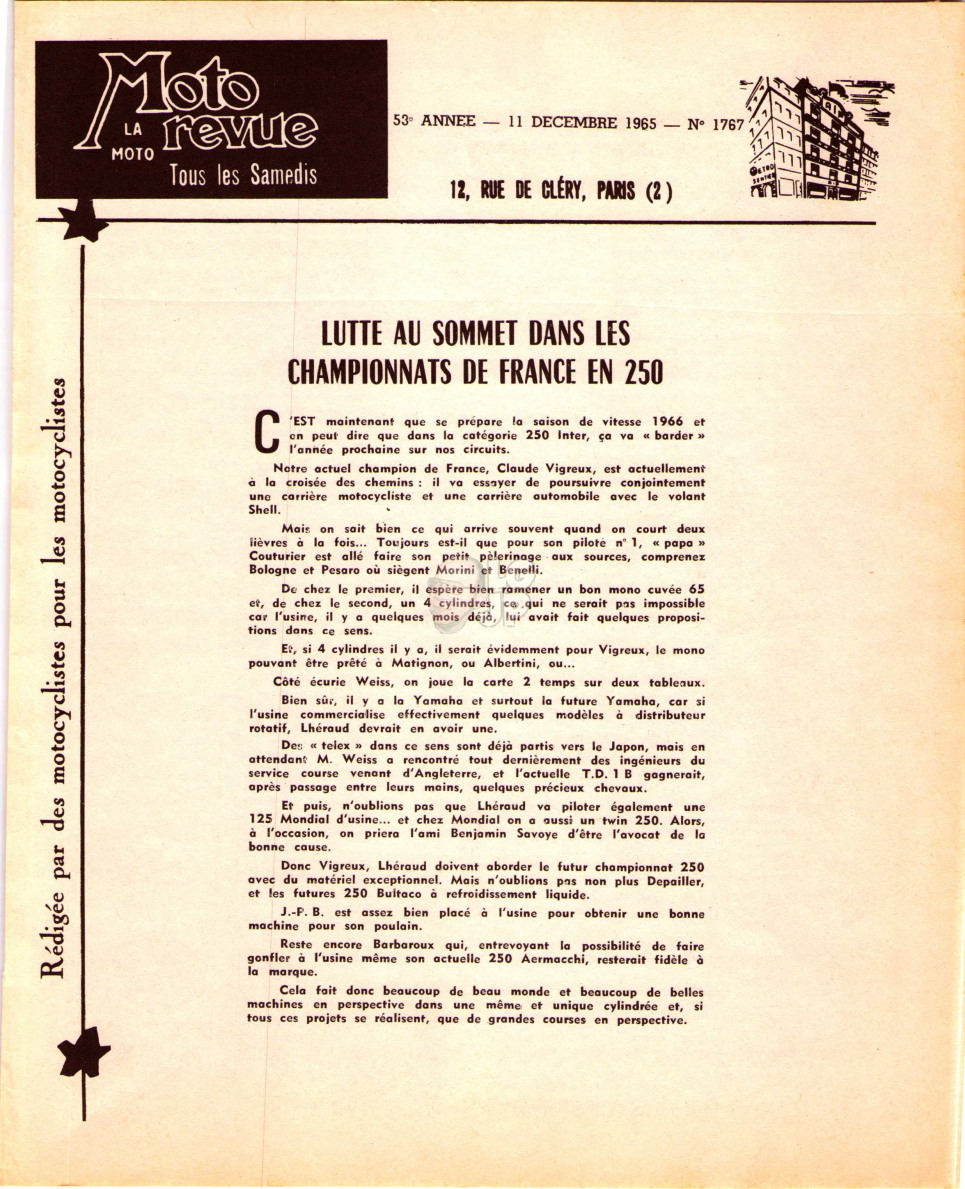 Moto
revue
LA
MOTO
Tous les Samedis
53e ANNEE — 11 DECEMBRE 1965 — No 1767
12, RUE DE CLÉRY, PARIS (2)
METRO
SENTIER
Rédigée par des motocyclistes pour les motocyclistes
LUTTE AU SOMMET DANS LES
CHAMPIONNATS DE FRANCE EN 250
C'EST maintenant que se prépare la saison de vitesse 1966 et
on peut dire que dans la catégorie 250 Inter, ça va « barder »
l'année prochaine sur nos circuits.
Notre actuel champion de France, Claude Vigreux, est actuellement
à la croisée des chemins : il va essayer de poursuivre conjointement
une carrière motocycliste et une carrière automobile avec le volant
Shell.
Mais on sait bien ce qui arrive souvent quand on court deux
lièvres à la fois... Toujours est-il que pour son pilote n° 1, « papa »
Couturier est allé faire son petit pèlerinage aux sources, comprenez
Bologne et Pesaro où siègent Morini et Benelli.
De chez le premier, il espère bien ramener un bon mono cuvée 65
et, de chez le second, un 4 cylindres, ce qui ne serait pas impossible
car l'usine, il y a quelques mois déjà, lui avait fait quelques proposi-
tions dans ce sens.
Et, si 4 cylindres il y a, il serait évidemment pour Vigreux, le mono
pouvant être prêté à Matignon, ou Albertini, ou...
Côté écurie Weiss, on joue la carte 2 temps sur deux tableaux.
Bien sûr, il y a la Yamaha et surtout la future Yamaha, car si
l'usine commercialise effectivement quelques modèles à distributeur
rotatif, Lhéraud devrait en avoir une.
Des « telex » dans ce sens sont déjà partis vers le Japon, mais en
attendant M. Weiss a rencontré tout dernièrement des ingénieurs du
service course venant d'Angleterre, et l'actuelle T.D. 1 B gagnerait,
après passage entre leurs mains, quelques précieux chevaux.
Et puis, n'oublions pas que Lhéraud va piloter également une
125 Mondial d'usine... et chez Mondial on a aussi un twin 250. Alors,
à l'occasion, on priera l'ami Benjamin Savoye d'être l'avocat de la
bonne cause.
Donc Vigreux, Lhéraud doivent aborder le futur championnat 250
avec du matériel exceptionnel. Mais n'oublions pas non plus Depailler,
et les futures 250 Bultaco à refroidissement liquide.
J.-P. B. est assez bien placé à l'usine pour obtenir une bonne
machine pour son poulain.
Reste encore Barbaroux qui, entrevoyant la possibilité de faire
gonfler à l'usine même son actuelle 250 Aermacchi, resterait fidèle à
la marque.
Cela fait donc beaucoup de beau monde et beaucoup de belles
machines en perspective dans une même et unique cylindrée et, si
tous ces projets se réalisent, que de grandes courses en perspective.